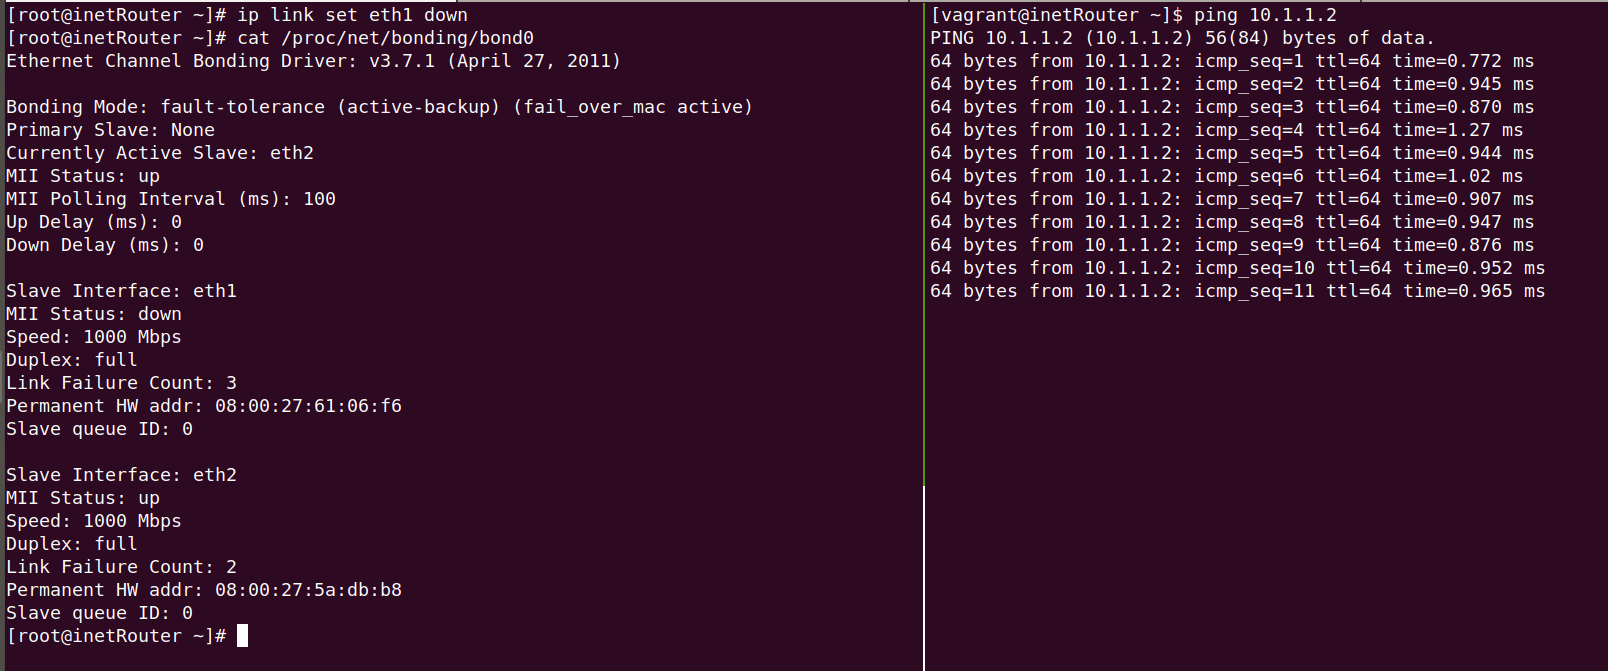 [root@inetRouter ~]# ip link set eth1 down
[root@inetRouter ~]# cat /proc/net/bonding/bond0
Ethernet Channel Bonding Driver: v3.7.1 (April 27, 2011)

Bonding Mode: fault-tolerance (active-backup) (fail_over_mac active)
Primary Slave: None
Currently Active Slave: eth2
MII Status: up
MII Polling Interval (ms): 100
Up Delay (ms): 0
Down Delay (ms): 0

Slave Interface: eth1
MII Status: down
Speed: 1000 Mbps
Duplex: full
Link Failure Count: 3
Permanent HW addr: 08:00:27:61:06:f6
Slave queue ID: 0

Slave Interface: eth2
MII Status: up
Speed: 1000 Mbps
Duplex: full
Link Failure Count: 2
Permanent HW addr: 08:00:27:5a:db:b8
Slave queue ID: 0
[root@inetRouter ~]#
[vagrant@inetRouter ~]$ ping 10.1.1.2
PING 10.1.1.2 (10.1.1.2) 56(84) bytes of data.
64 bytes from 10.1.1.2: icmp_seq=1 ttl=64 time=0.772 ms
64 bytes from 10.1.1.2: icmp_seq=2 ttl=64 time=0.945 ms
64 bytes from 10.1.1.2: icmp_seq=3 ttl=64 time=0.870 ms
64 bytes from 10.1.1.2: icmp_seq=4 ttl=64 time=1.27 ms
64 bytes from 10.1.1.2: icmp_seq=5 ttl=64 time=0.944 ms
64 bytes from 10.1.1.2: icmp_seq=6 ttl=64 time=1.02 ms
64 bytes from 10.1.1.2: icmp_seq=7 ttl=64 time=0.907 ms
64 bytes from 10.1.1.2: icmp_seq=8 ttl=64 time=0.947 ms
64 bytes from 10.1.1.2: icmp_seq=9 ttl=64 time=0.876 ms
64 bytes from 10.1.1.2: icmp_seq=10 ttl=64 time=0.952 ms
64 bytes from 10.1.1.2: icmp_seq=11 ttl=64 time=0.965 ms